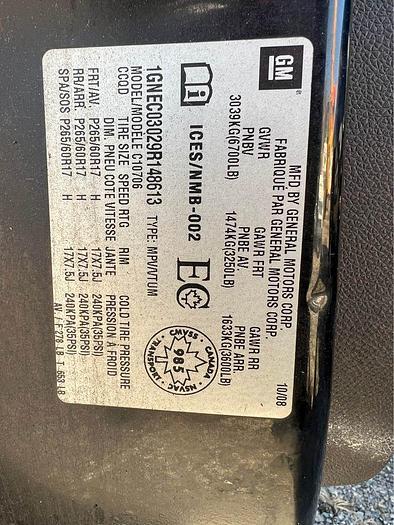 GM
®
MFD BY GENERAL MOTORS CORP. 10/08
FABRIQUÉ PAR GENERAL MOTORS CORP.
GVWR GAWR FRT GAWR RR
PNBV PNBE AV. PNBE ARR.
3039KG(6700LB) 1474KG(3250LB) 1633KG(3600LB)
ICES/NMB-002
CANADA
CMVSS
NSVAC
TRANSPORT
985
1GNEC03029R148613 TYPE: MPV/VTUM
MODEL/MODÈLE C10706
CCOD TIRE SIZE SPEED RTG RIM COLD TIRE PRESSURE
DIM. PNEU COTE VITESSE JANTE PRESSION À FROID
FRT/AV. P265/60R17 H 17X7.5J 240KPA(35PSI)
RR/ARR. P265/60R17 H 17X7.5J 240KPA(35PSI)
SPA/SOS P265/60R17 H 17X7.5J 240KPA(35PSI)